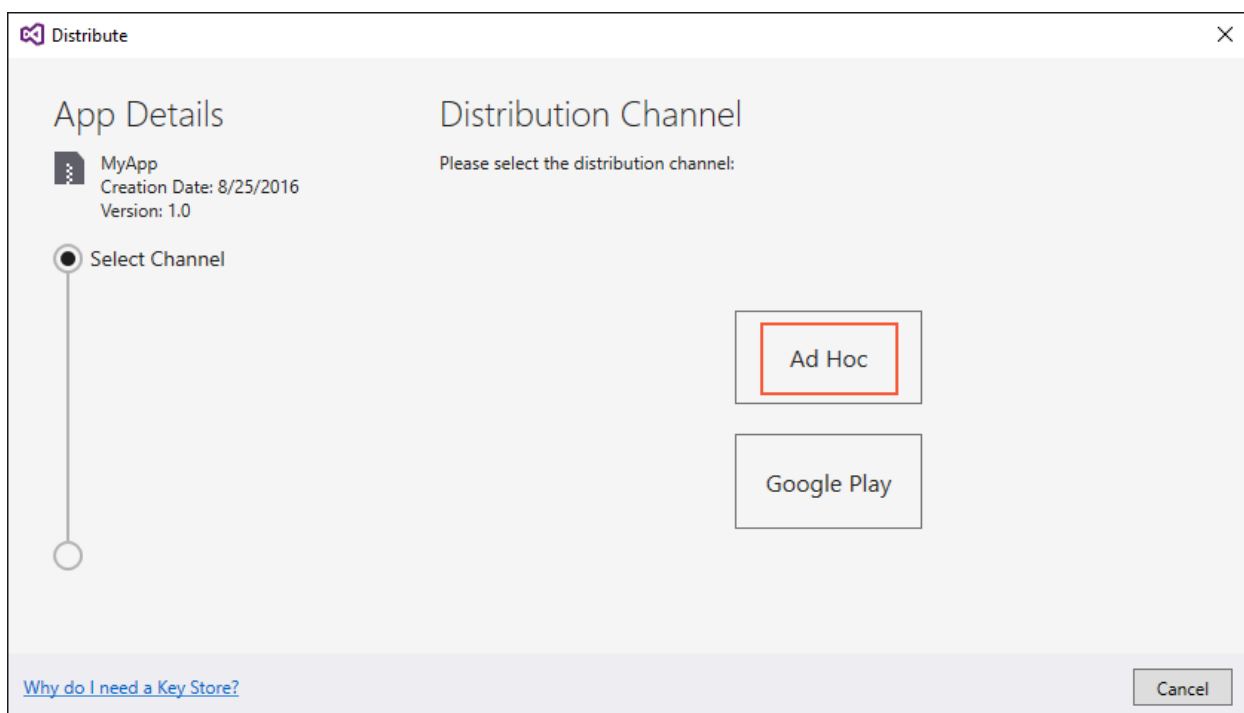 Distribute
App Details
MyApp
Creation Date: 8/25/2016
Version: 1.0
Select Channel
Distribution Channel
Please select the distribution channel:
Ad Hoc
Google Play
Why do I need a Key Store?
Cancel